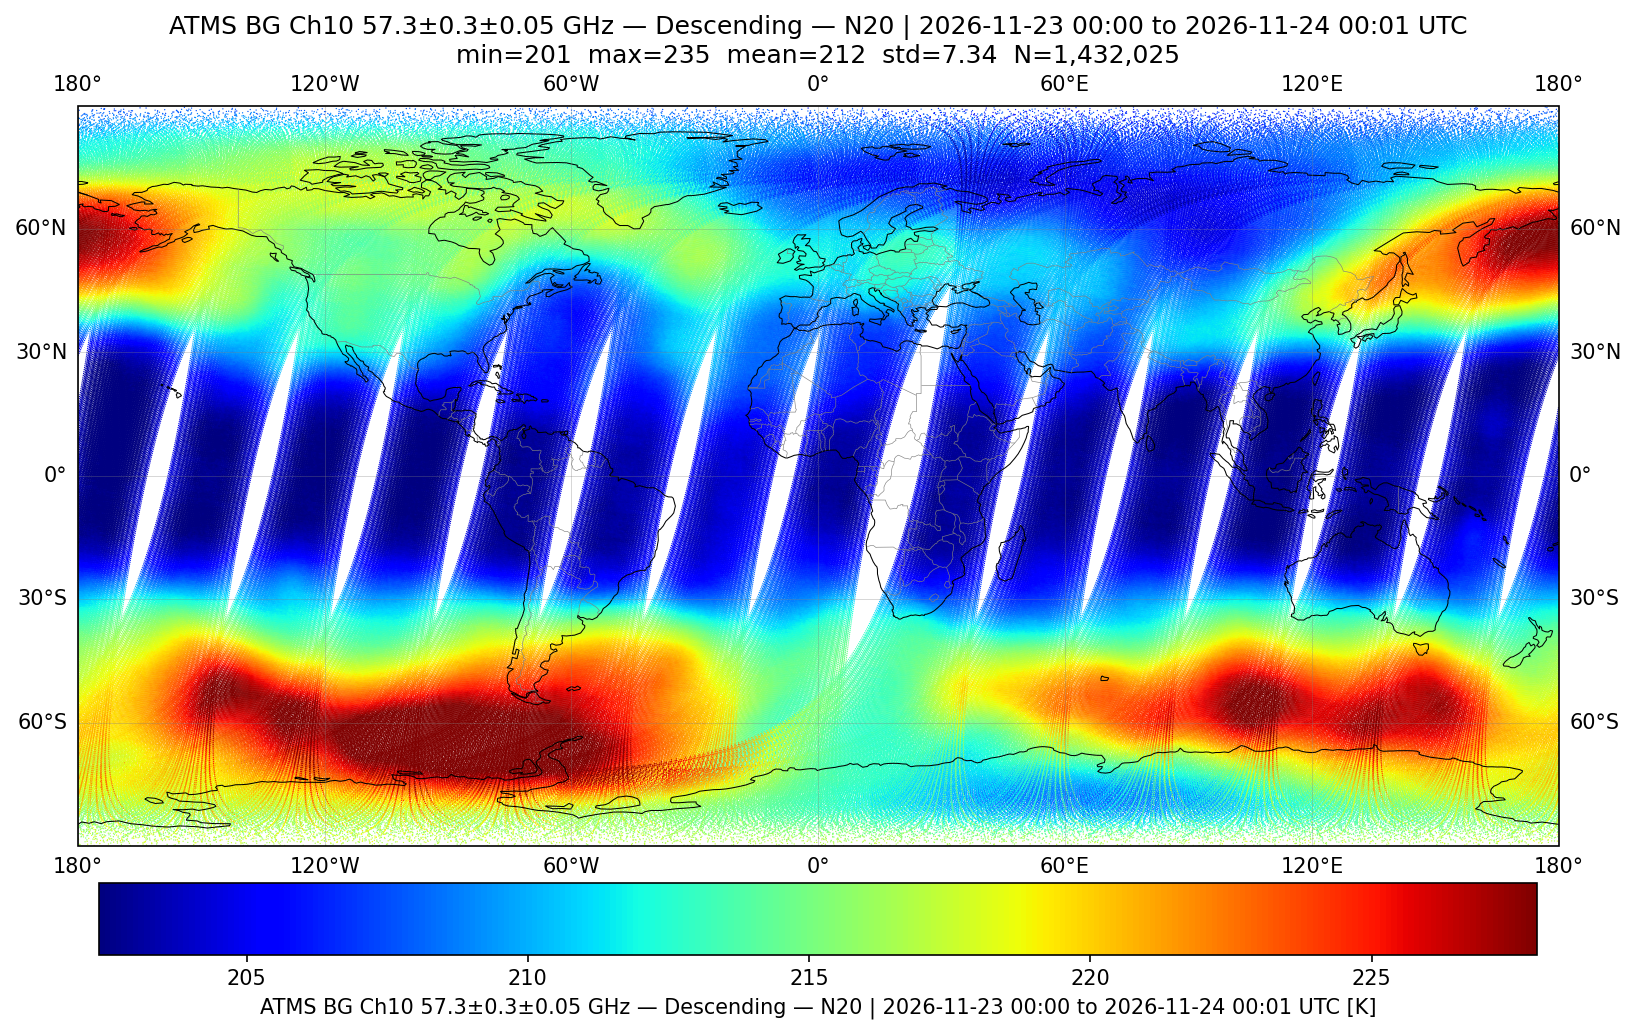 ATMS BG Ch10 57.3±0.3±0.05 GHz — Descending — N20 | 2026-11-23 00:00 to 2026-11-24 00:01 UTC
min=201 max=235 mean=212 std=7.34 N=1,432,025
180° 120°W 60°W 0° 60°E 120°E 180°
60°N 60°N
30°N 30°N
0° 0°
30°S 30°S
60°S 60°S
180° 120°W 60°W 0° 60°E 120°E 180°
205 210 215 220 225
ATMS BG Ch10 57.3±0.3±0.05 GHz — Descending — N20 | 2026-11-23 00:00 to 2026-11-24 00:01 UTC [K]